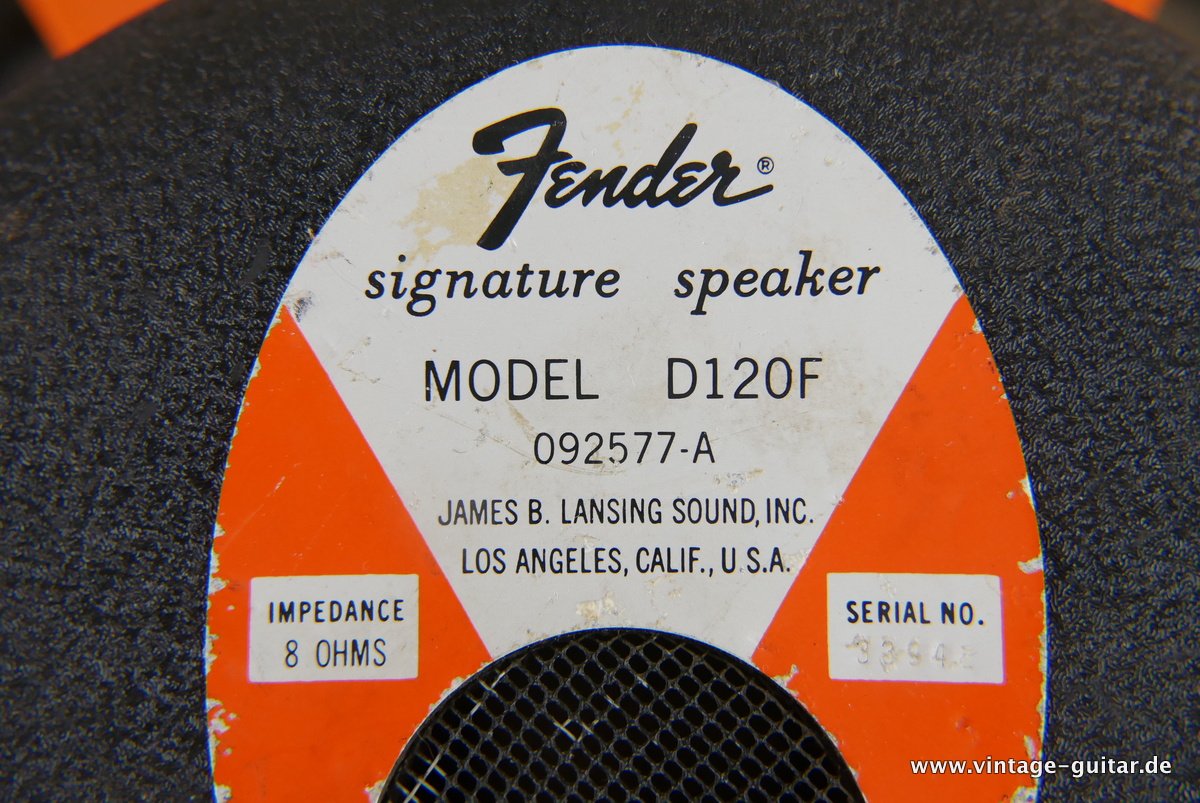 Fender®
signature speaker
MODEL D120F
092577-A
JAMES B. LANSING SOUND, INC.
LOS ANGELES, CALIF., U.S.A.
IMPEDANCE
8 OHMS
SERIAL NO.
www.vintage-guitar.de